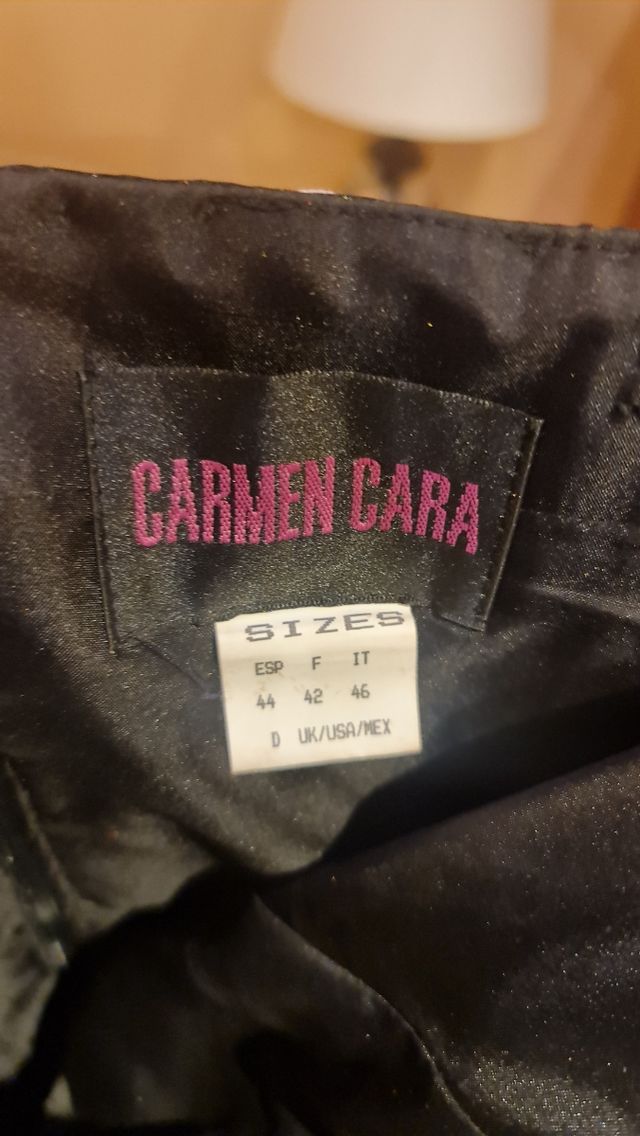 CARMEN CARA
SIZES
ESP F IT
44 42 46
D UK/USA/MEX